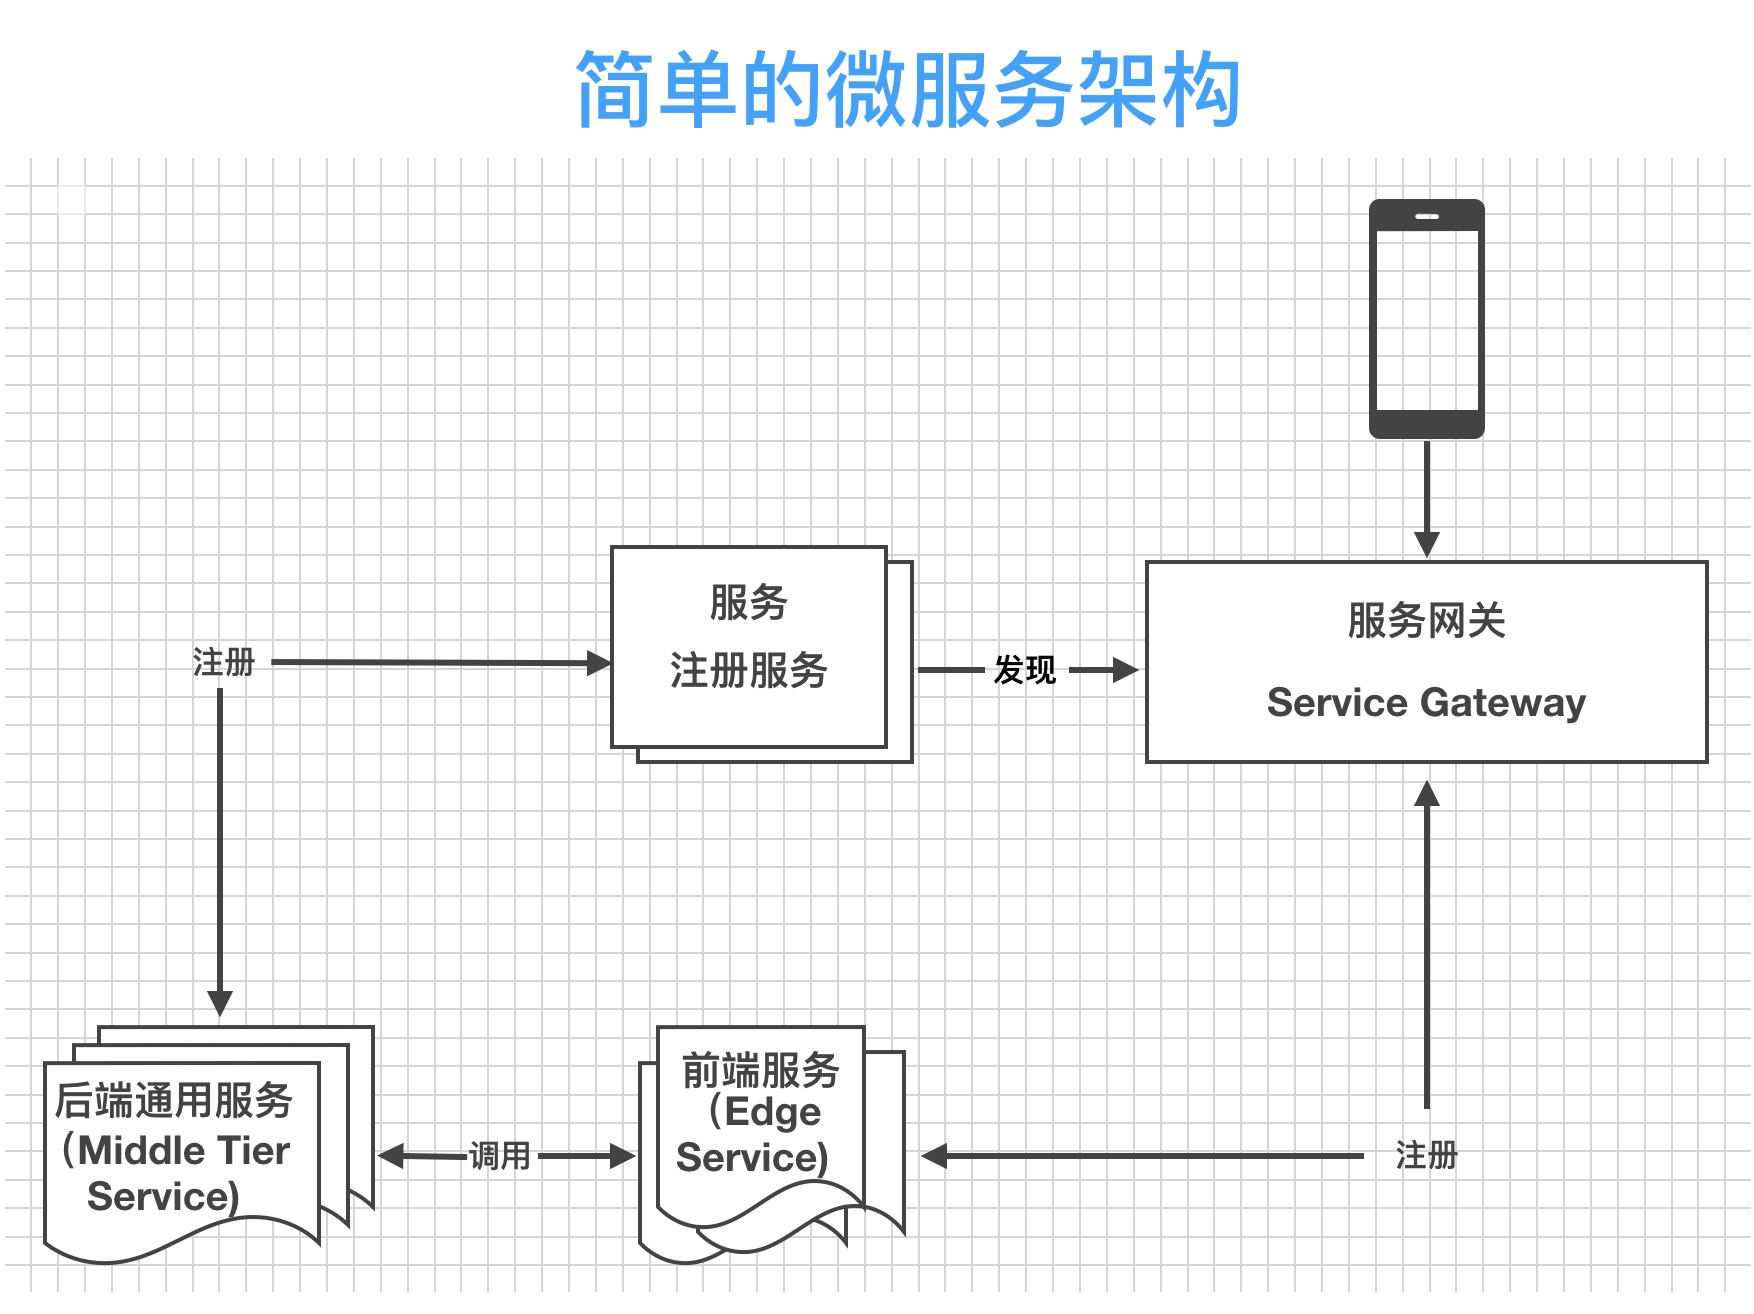 简单的微服务架构
服务
注册服务
服务网关
Service Gateway
注册
发现
后端通用服务
(Middle Tier
Service)
调用
前端服务
(Edge
Service)
注册